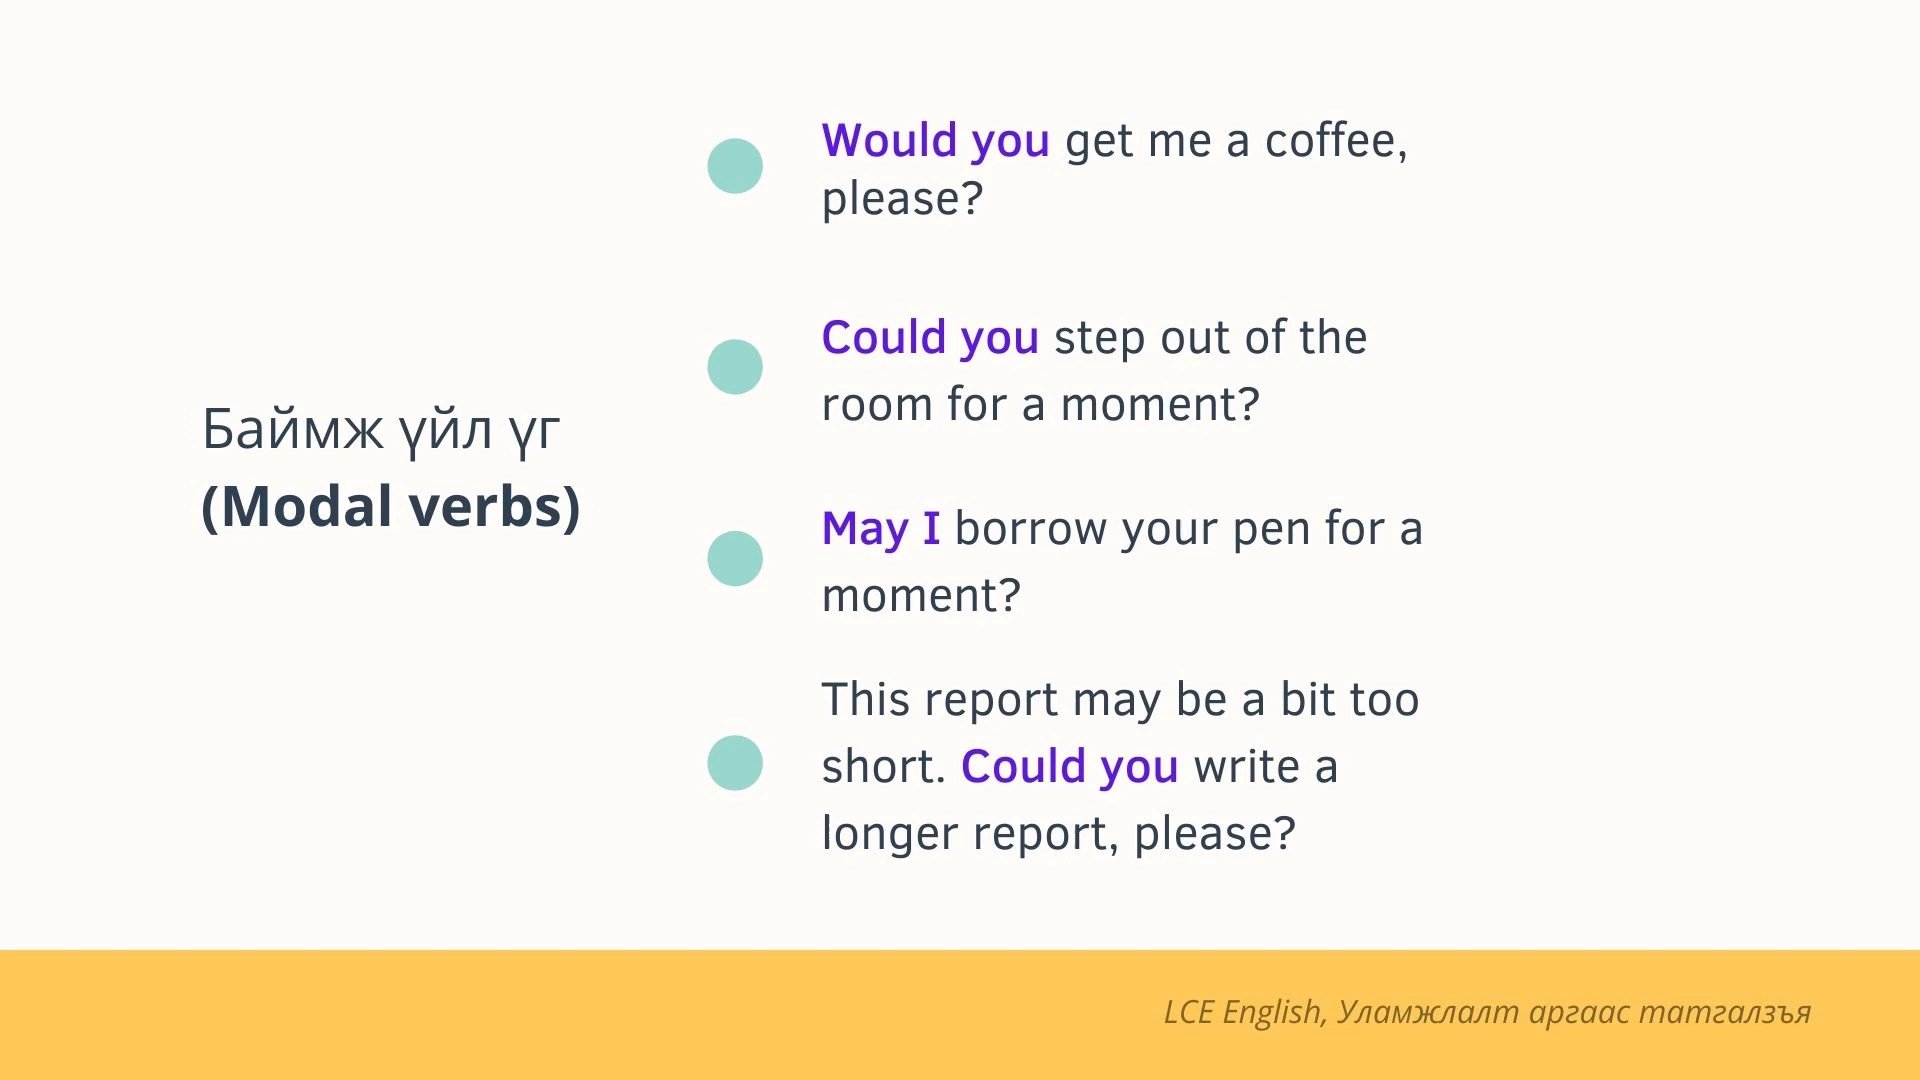 Баймж үйл үг
(Modal verbs)
Would you get me a coffee,
please?
Could you step out of the
room for a moment?
May I borrow your pen for a
moment?
This report may be a bit too
short. Could you write a
longer report, please?
LCE English, Уламжлалт аргаас татгалзъя